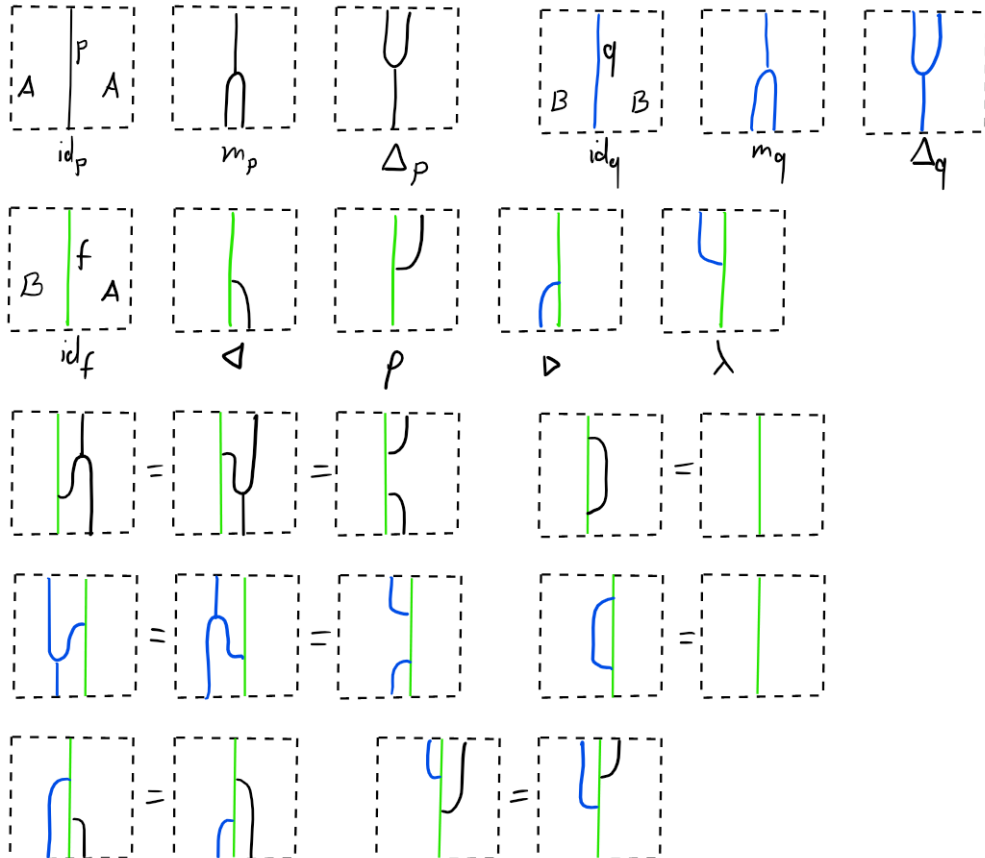 p q
A A B B
id_p m_p Δ_p id_q m_q Δ_q
f
B A
id_f ◁ ρ ▷ λ
= = =
= = =
= =